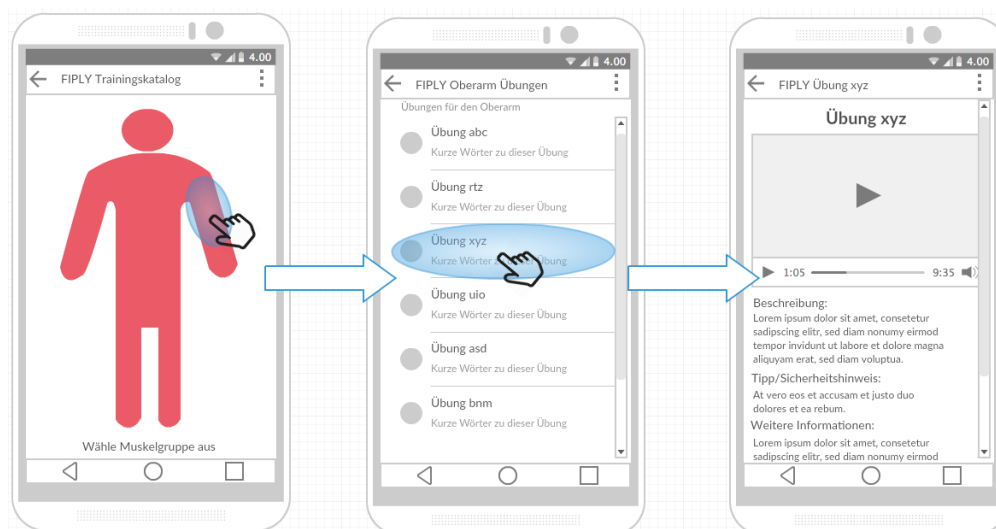 4.00
FIPLY Trainingskatalog
Wähle Muskelgruppe aus
4.00
FIPLY Oberarm Übungen
Übungen für den Oberarm
Übung abc
Kurze Wörter zu dieser Übung
Übung rtz
Kurze Wörter zu dieser Übung
Übung xyz
Kurze Wörter zu dieser Übung
Übung uio
Kurze Wörter zu dieser Übung
Übung asd
Kurze Wörter zu dieser Übung
Übung bnm
Kurze Wörter zu dieser Übung
4.00
FIPLY Übung xyz
Übung xyz
1:05 9:35
Beschreibung:
Lorem ipsum dolor sit amet, consetetur
sadipscing elitr, sed diam nonumy eirmod
tempor invidunt ut labore et dolore magna
aliquyam erat, sed diam voluptua.
Tipp/Sicherheitshinweis:
At vero eos et accusam et justo duo
dolores et ea rebum.
Weitere Informationen:
Lorem ipsum dolor sit amet, consetetur
sadipscing elitr, sed diam nonumy eirmod